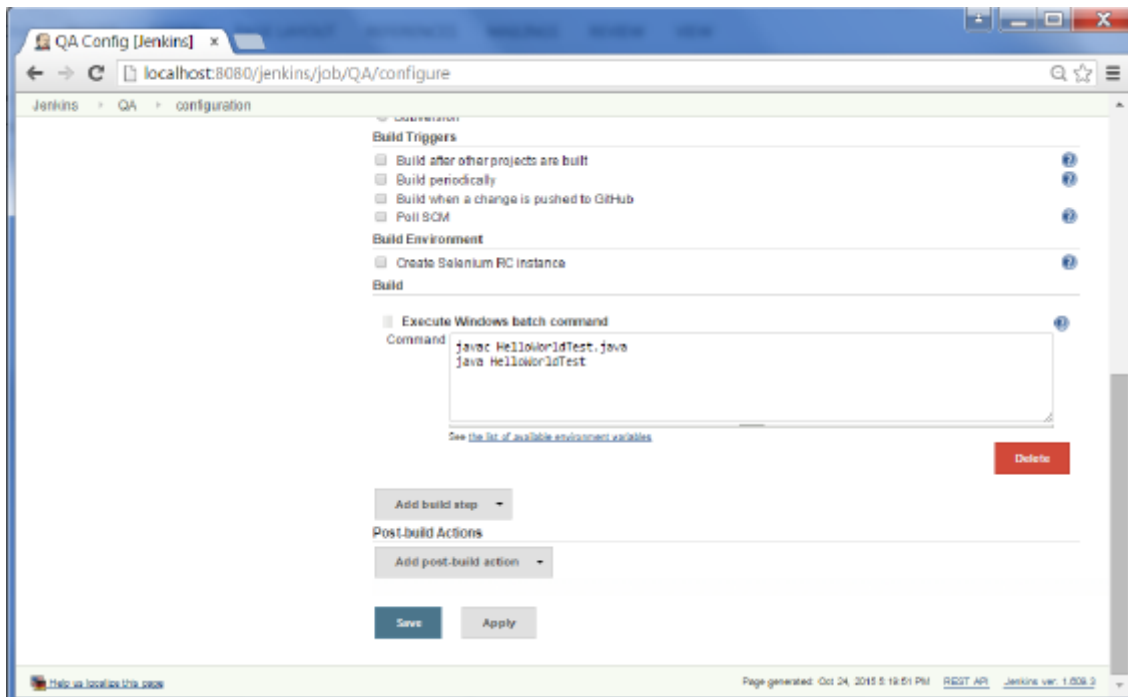 QA Config [Jenkins] ×
localhost:8080/jenkins/job/QA/configure
Jenkins › QA › configuration
Subversion
Build Triggers
Build after other projects are built
Build periodically
Build when a change is pushed to GitHub
Poll SCM
Build Environment
Create Selenium RC instance
Build
Execute Windows batch command
Command
javac HelloWorldTest.java
java HelloWorldTest
See the list of available environment variables
Delete
Add build step
Post-build Actions
Add post-build action
Save Apply
Help us localize this page Page generated: Oct 24, 2015 5:19:51 PM REST API Jenkins ver. 1.609.3